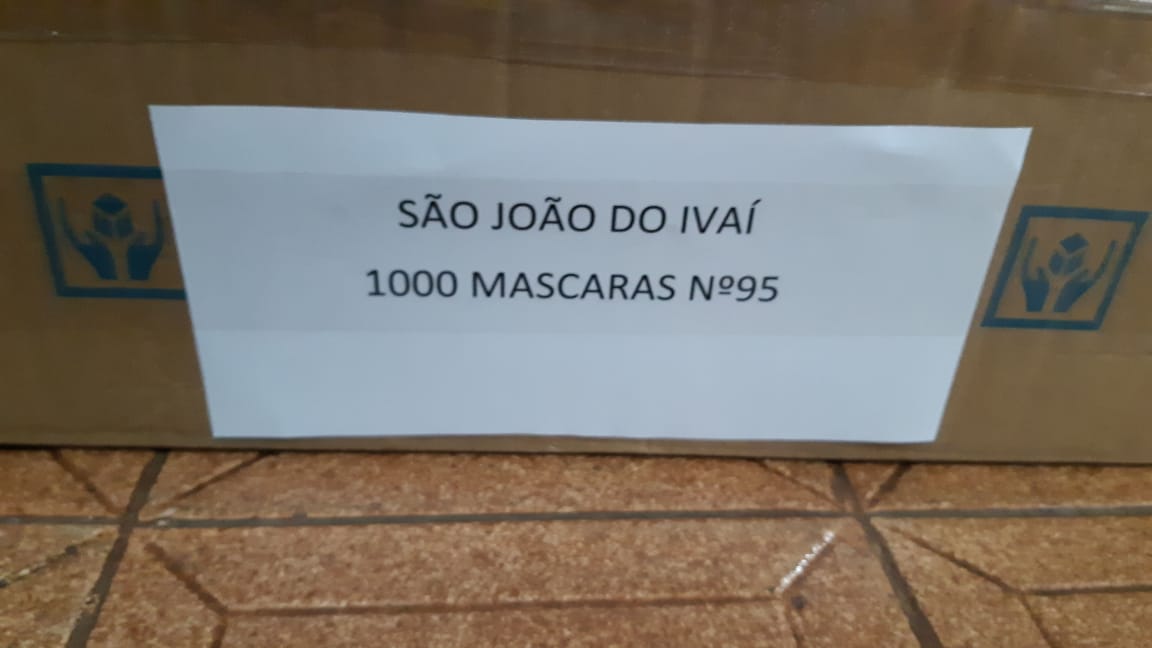 SÃO JOÃO DO IVAÍ
1000 MASCARAS Nº95